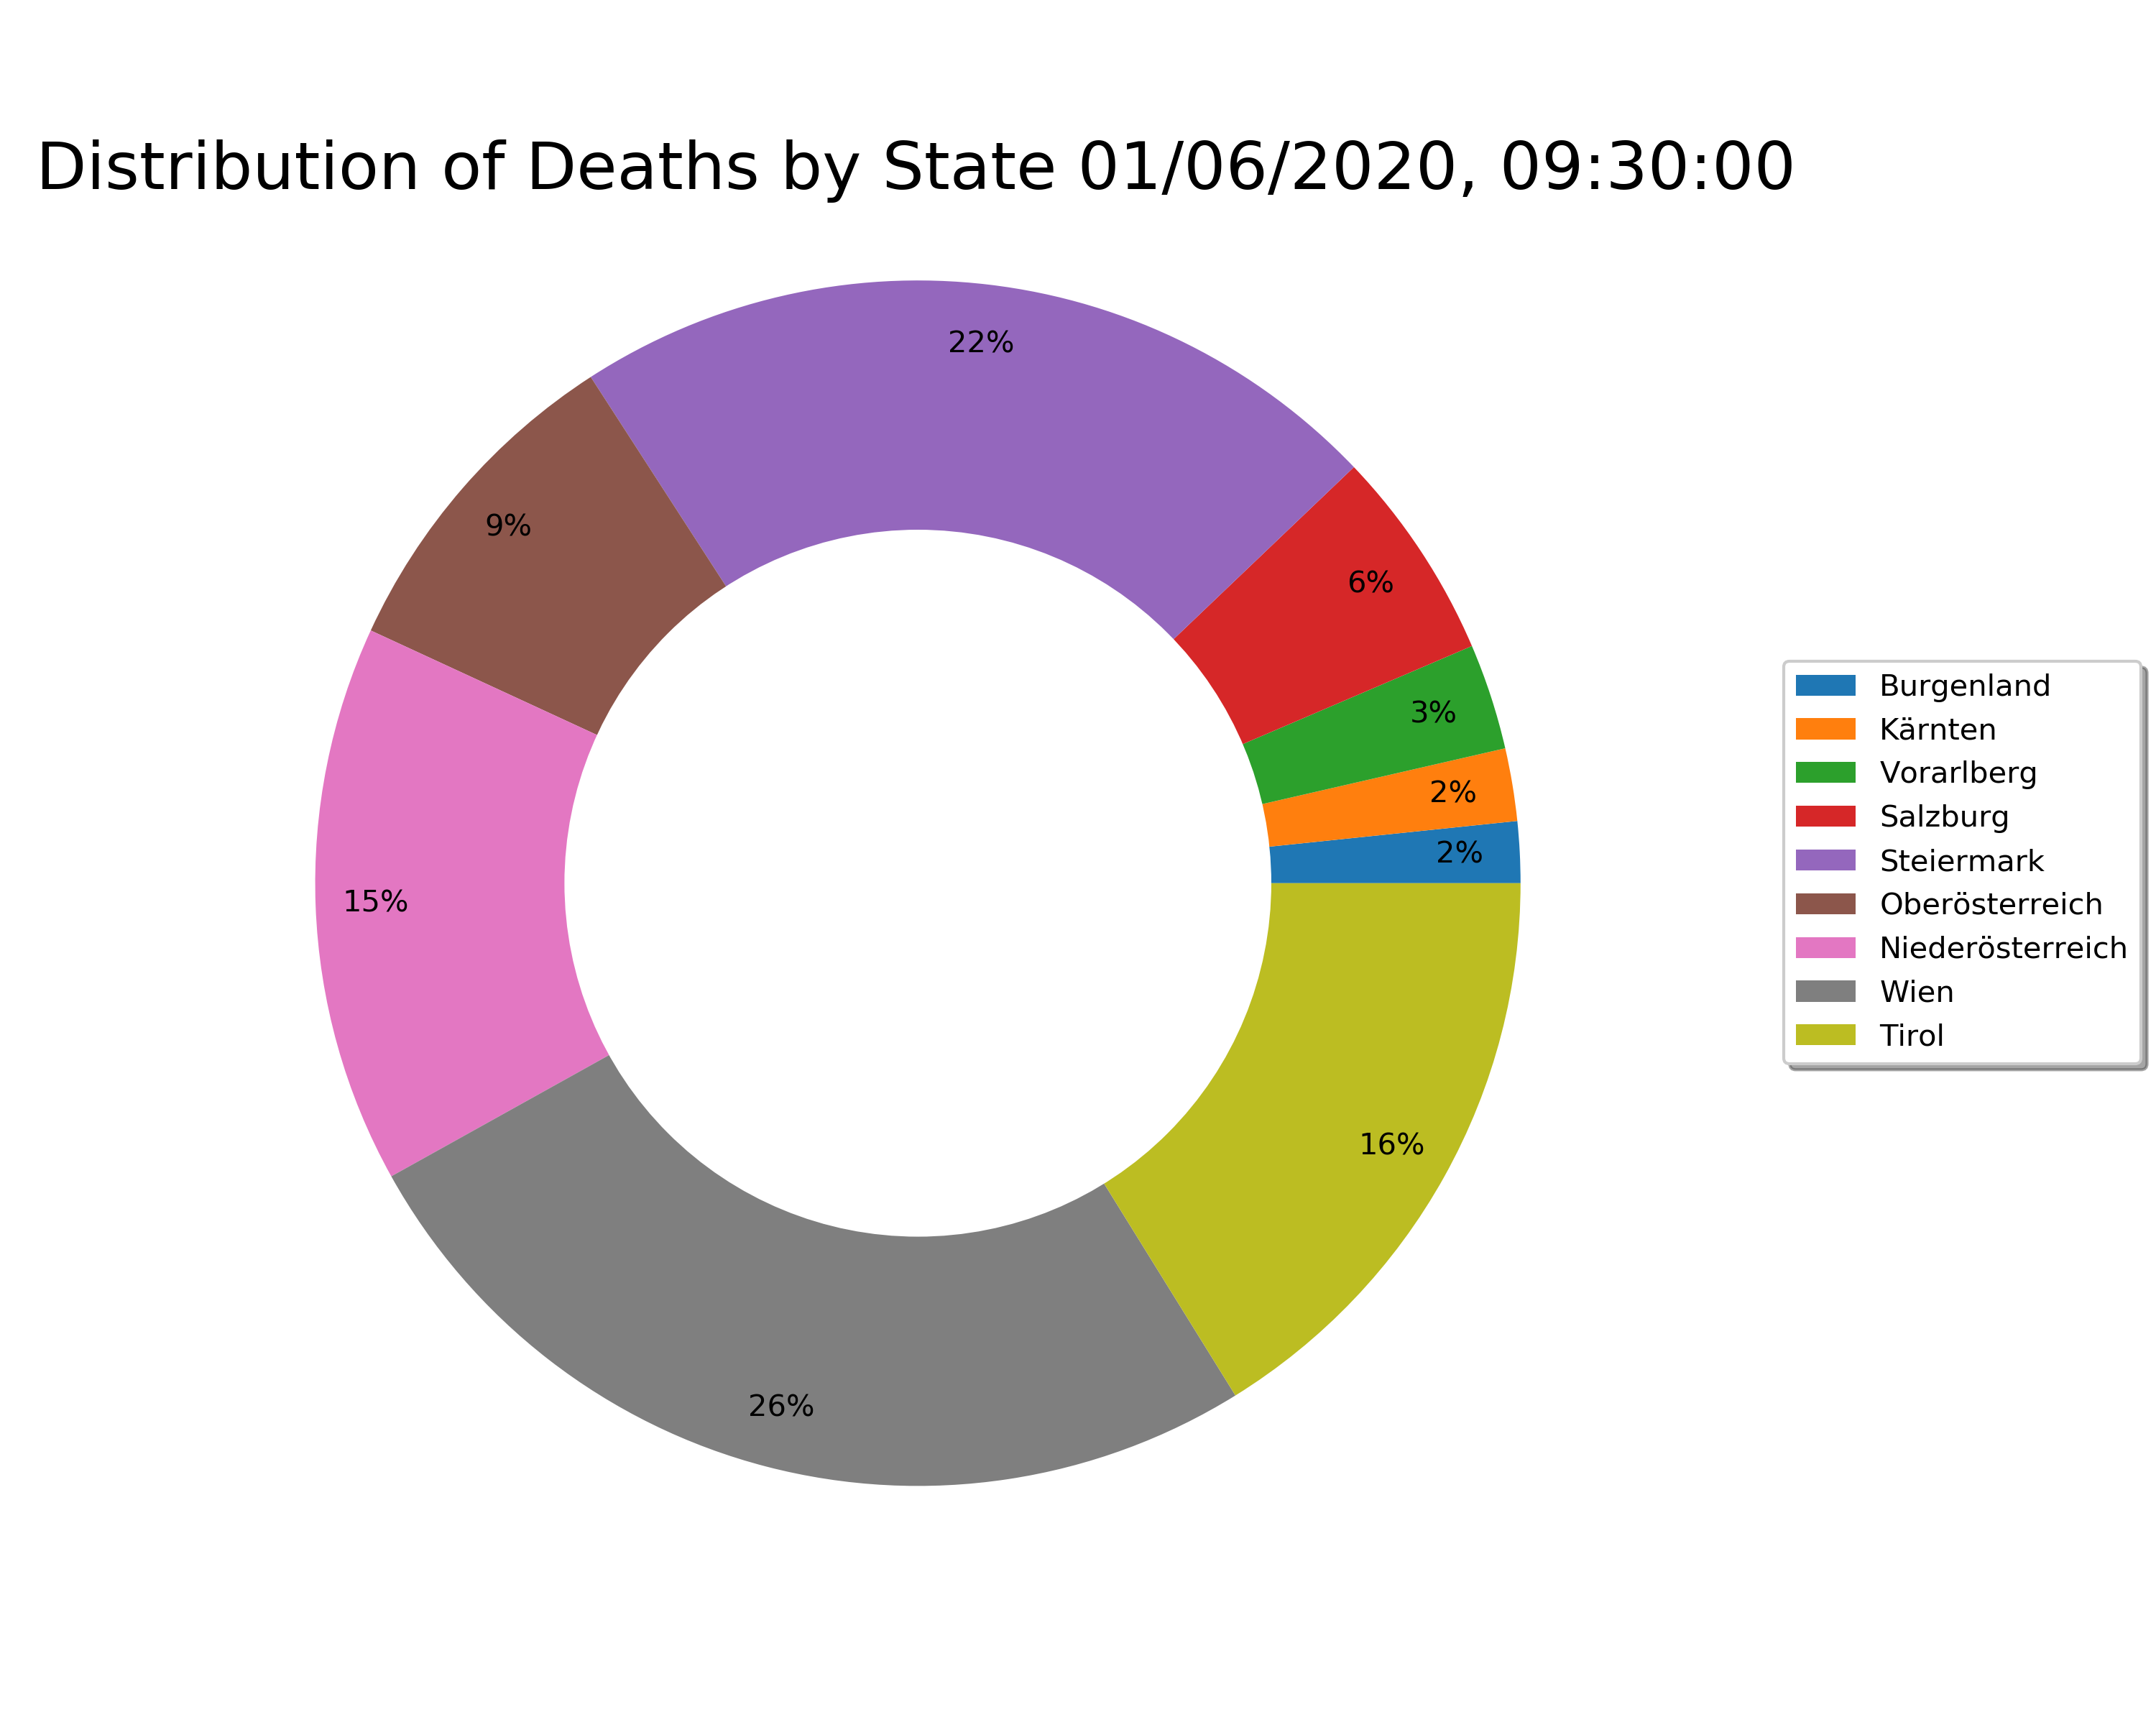 Distribution of Deaths by State 01/06/2020, 09:30:00
22%
9%
6%
3%
2%
2%
15%
16%
26%
Burgenland
Kärnten
Vorarlberg
Salzburg
Steiermark
Oberösterreich
Niederösterreich
Wien
Tirol